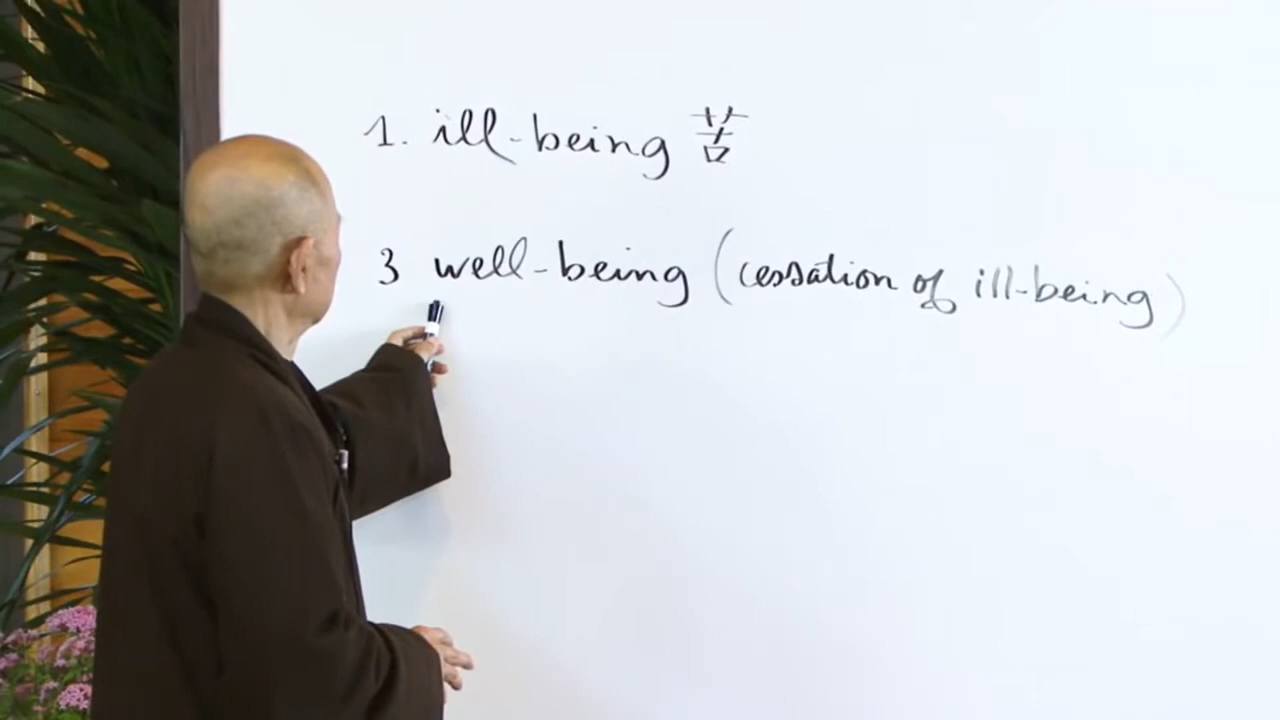 1. ill-being 苦
3 well-being (cessation of ill-being)